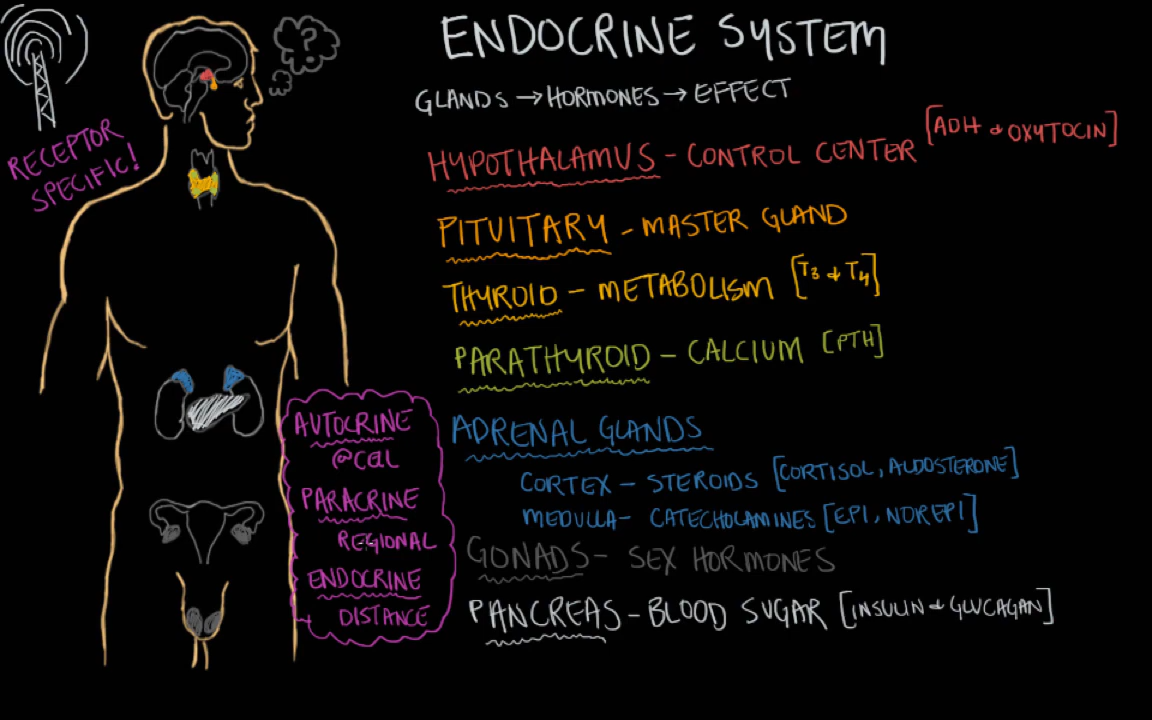 ENDOCRINE SYSTEM
GLANDS → HORMONES → EFFECT
?
RECEPTOR
SPECIFIC!
HYPOTHALAMUS - CONTROL CENTER [ADH & OXYTOCIN]
PITUITARY - MASTER GLAND
THYROID - METABOLISM [T3 & T4]
PARATHYROID - CALCIUM [PTH]
ADRENAL GLANDS
CORTEX - STEROIDS [CORTISOL, ALDOSTERONE]
MEDULLA - CATECHOLAMINES [EPI, NOREPI]
GONADS - SEX HORMONES
PANCREAS - BLOOD SUGAR [INSULIN & GLUCAGAN]
AUTOCRINE
@CELL
PARACRINE
REGIONAL
ENDOCRINE
DISTANCE